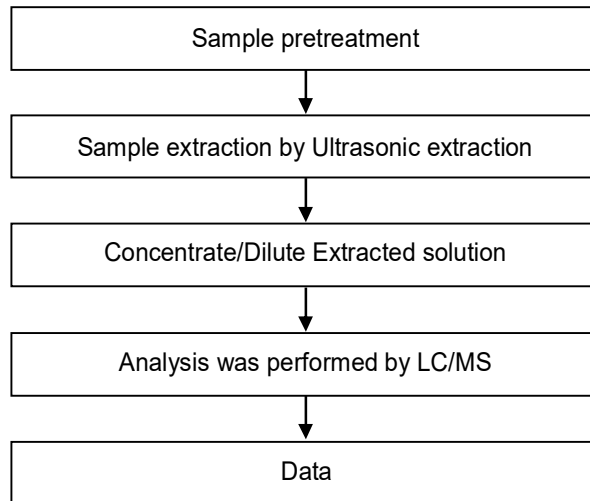 Sample pretreatment
Sample extraction by Ultrasonic extraction
Concentrate/Dilute Extracted solution
Analysis was performed by LC/MS
Data